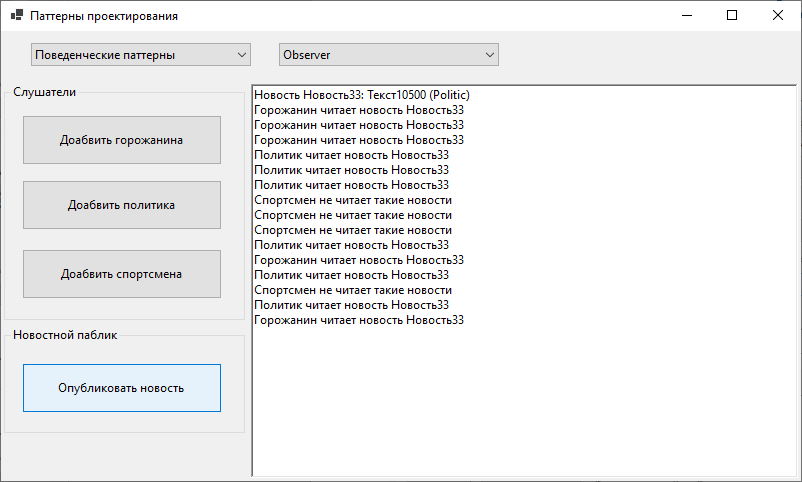 Паттерны проектирования
Поведенческие паттерны
Observer
Слушатели
Доабвить горожанина
Доабвить политика
Доабвить спортсмена
Новостной паблик
Опубликовать новость
Новость Новость33: Текст10500 (Politic)
Горожанин читает новость Новость33
Горожанин читает новость Новость33
Горожанин читает новость Новость33
Политик читает новость Новость33
Политик читает новость Новость33
Политик читает новость Новость33
Спортсмен не читает такие новости
Спортсмен не читает такие новости
Спортсмен не читает такие новости
Политик читает новость Новость33
Горожанин читает новость Новость33
Политик читает новость Новость33
Спортсмен не читает такие новости
Политик читает новость Новость33
Горожанин читает новость Новость33